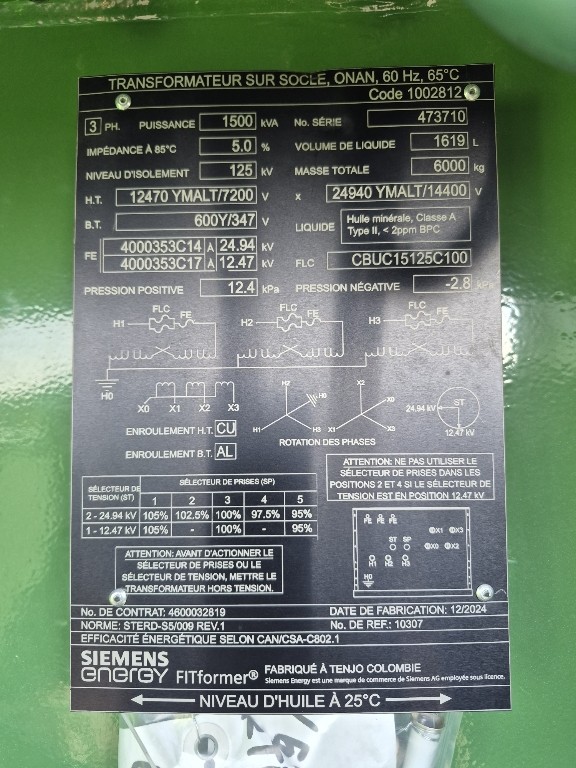 TRANSFORMATEUR SUR SOCLE, ONAN, 60 Hz, 65°C
Code 1002812
3 PH. PUISSANCE 1500 kVA No. SÉRIE 473710
IMPÉDANCE À 85°C 5.0 % VOLUME DE LIQUIDE 1619 L
NIVEAU D'ISOLEMENT 125 kV MASSE TOTALE 6000 kg
H.T. 12470 YMALT/7200 V x 24940 YMALT/14400 V
B.T. 600Y/347 V LIQUIDE Huile minérale, Classe A
Type II, < 2ppm BPC
FE 4000353C14 A 24.94 kV
4000353C17 A 12.47 kV FLC CBUC15125C100
PRESSION POSITIVE 12.4 kPa PRESSION NÉGATIVE -2.8 kPa
FLC FLC FLC
H1 FE H2 FE H3 FE
H0
X0 X1 X2 X3
H2 H0 H1 H3
X2 X0 X1 X3
ST 24.94 kV 12.47 kV
ENROULEMENT H.T. CU
ROTATION DES PHASES
ENROULEMENT B.T. AL
ATTENTION: NE PAS UTILISER LE
SÉLECTEUR DE PRISES DANS LES
POSITIONS 2 ET 4 SI LE SÉLECTEUR DE
TENSION EST EN POSITION 12.47 kV
SÉLECTEUR DE TENSION (ST) SÉLECTEUR DE PRISES (SP)
1 2 3 4 5
2 - 24.94 kV 105% 102.5% 100% 97.5% 95%
1 - 12.47 kV 105% - 100% - 95%
FE FE FE
ST SP X1 X3
X0 X2
H1 H2 H3
H0
ATTENTION: AVANT D'ACTIONNER LE
SÉLECTEUR DE PRISES OU LE
SÉLECTEUR DE TENSION, METTRE LE
TRANSFORMATEUR HORS TENSION.
No. DE CONTRAT: 4600032819 DATE DE FABRICATION: 12/2024
NORME: STERD-S5/009 REV.1 No. DE REF.: 10307
EFFICACITÉ ÉNERGÉTIQUE SELON CAN/CSA-C802.1
SIEMENS
energy FITformer® FABRIQUÉ À TENJO COLOMBIE
Siemens Energy est une marque de commerce de Siemens AG employée sous licence.
NIVEAU D'HUILE À 25°C